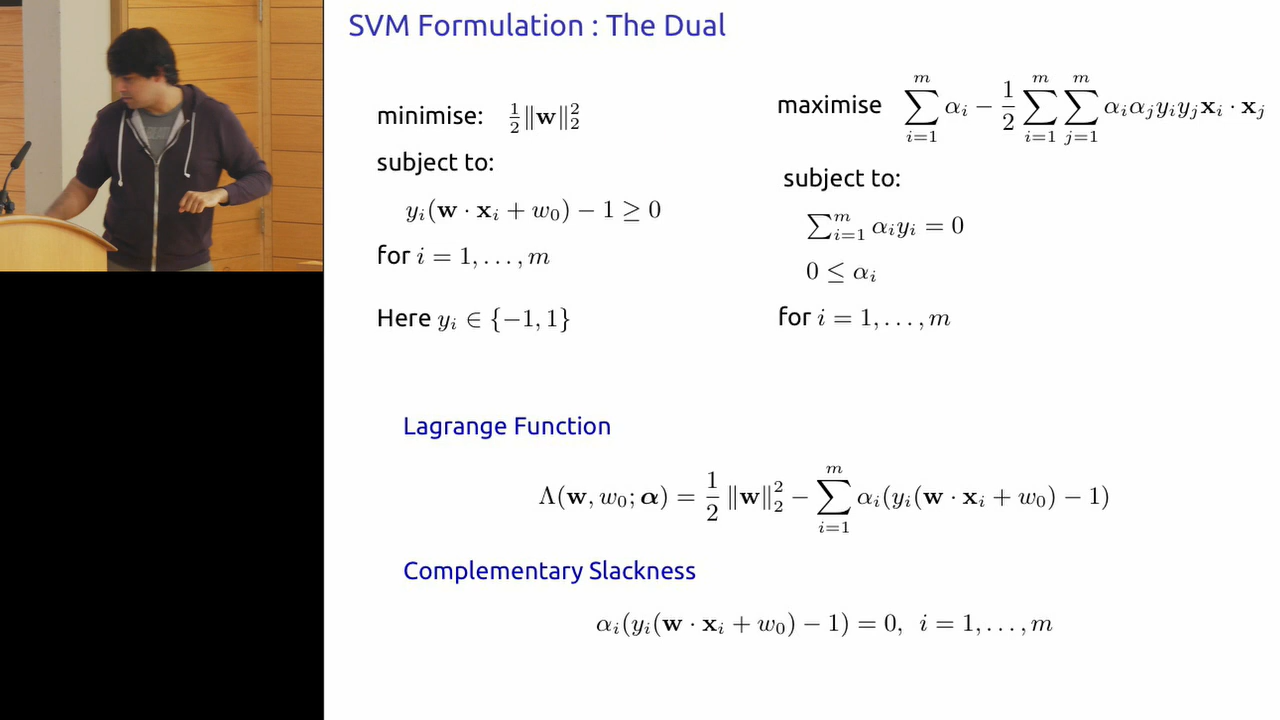 SVM Formulation : The Dual
minimise: ½‖w‖₂²
subject to:
yᵢ(w · xᵢ + w₀) − 1 ≥ 0
for i = 1, . . . , m
Here yᵢ ∈ {−1, 1}
maximise ∑ᵢ₌₁ᵐ αᵢ − 1/2 ∑ᵢ₌₁ᵐ ∑ⱼ₌₁ᵐ αᵢαⱼyᵢyⱼxᵢ · xⱼ
subject to:
∑ᵢ₌₁ᵐ αᵢyᵢ = 0
0 ≤ αᵢ
for i = 1, . . . , m
Lagrange Function
Λ(w, w₀; α) = 1/2 ‖w‖₂² − ∑ᵢ₌₁ᵐ αᵢ(yᵢ(w · xᵢ + w₀) − 1)
Complementary Slackness
αᵢ(yᵢ(w · xᵢ + w₀) − 1) = 0, i = 1, . . . , m